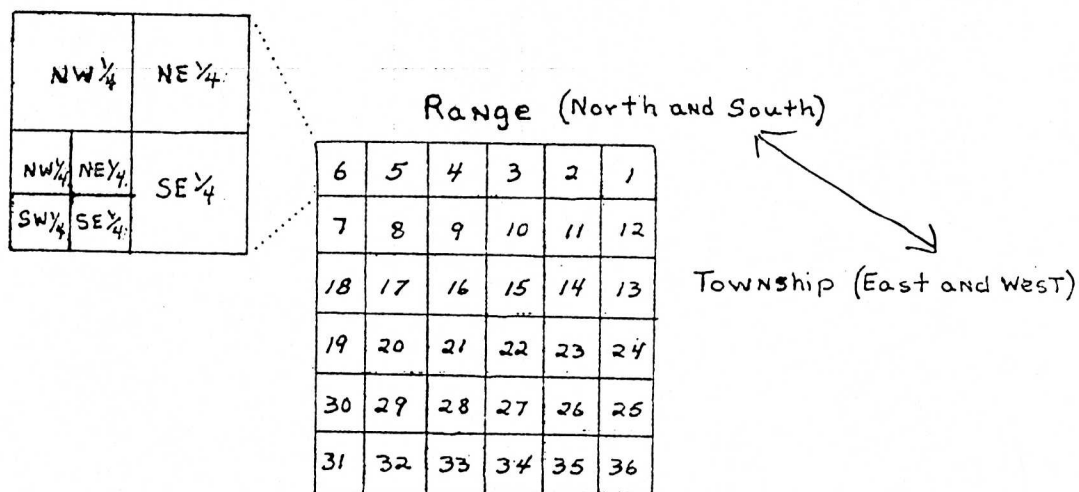 NW¼ NE¼
NW¼ NE¼ SE¼
SW¼ SE¼
Range (North and South)
6 5 4 3 2 1
7 8 9 10 11 12
18 17 16 15 14 13
19 20 21 22 23 24
30 29 28 27 26 25
31 32 33 34 35 36
Township (East and West)